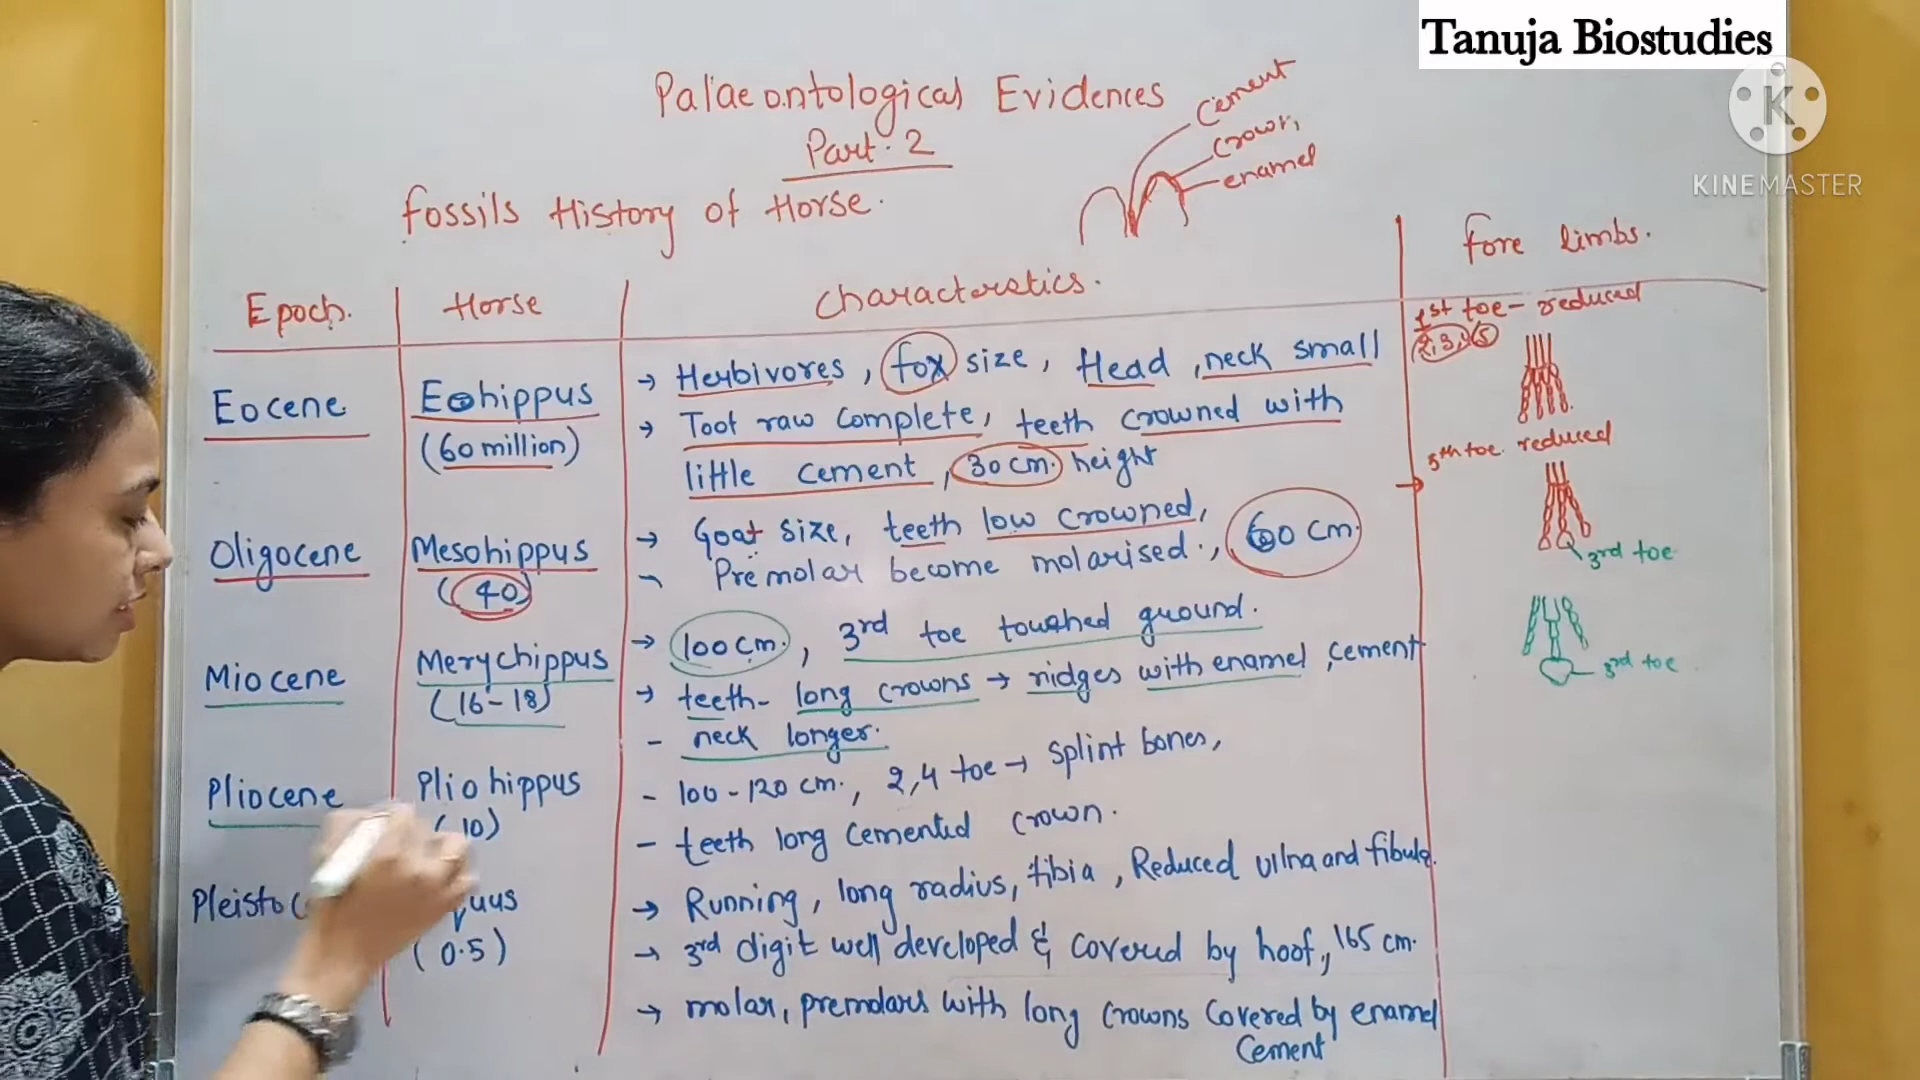 Tanuja Biostudies
KINEMASTER
Palaeontological Evidences
Part. 2
Fossils History of Horse.
Cement
Crown,
enamel
Epoch. Horse Characterstics. fore limbs.
Eocene
Eohippus
(60 million)
→ Herbivores, fox size, Head, neck small
→ Toot raw complete, teeth crowned with
little cement, 30 cm. height
1st toe - reduced
2,3,4,5
Oligocene
Mesohippus
(40)
→ Goat size, teeth low crowned,
Premolar become molarised., 60 cm.
5th toe reduced
3rd toe
Miocene
Merychippus
(16-18)
→ 100 cm., 3rd toe touched ground.
→ teeth - long crowns → ridges with enamel, cement
- neck longer.
3rd toe
Pliocene
Pliohippus
(10)
- 100-120 cm., 2,4 toe → splint bones,
- teeth long cemented crown.
→ Running, long radius, tibia, Reduced ulna and fibula.
(0.5)
→ 3rd digit well developed & covered by hoof, 165 cm.
→ molar, premolars with long crowns covered by enamel
Cement